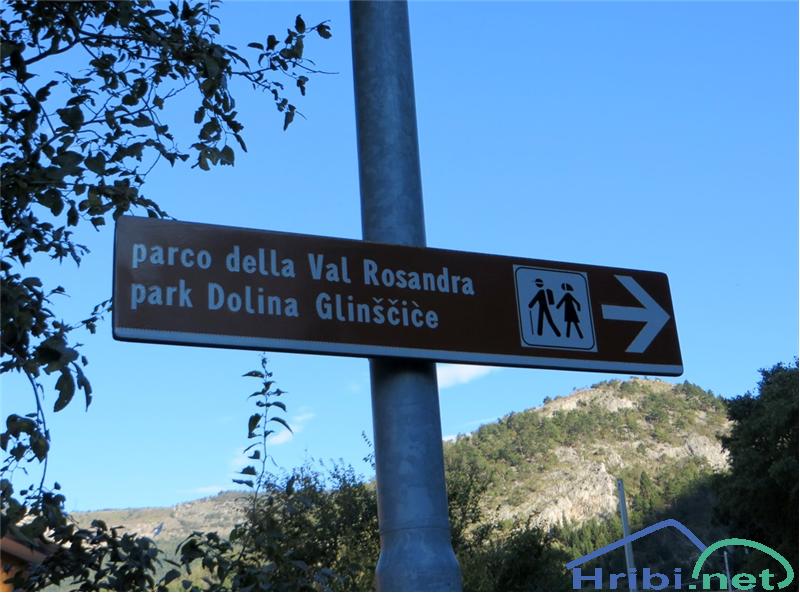 parco della Val Rosandra
park Dolina Glinščice
Hribi.net